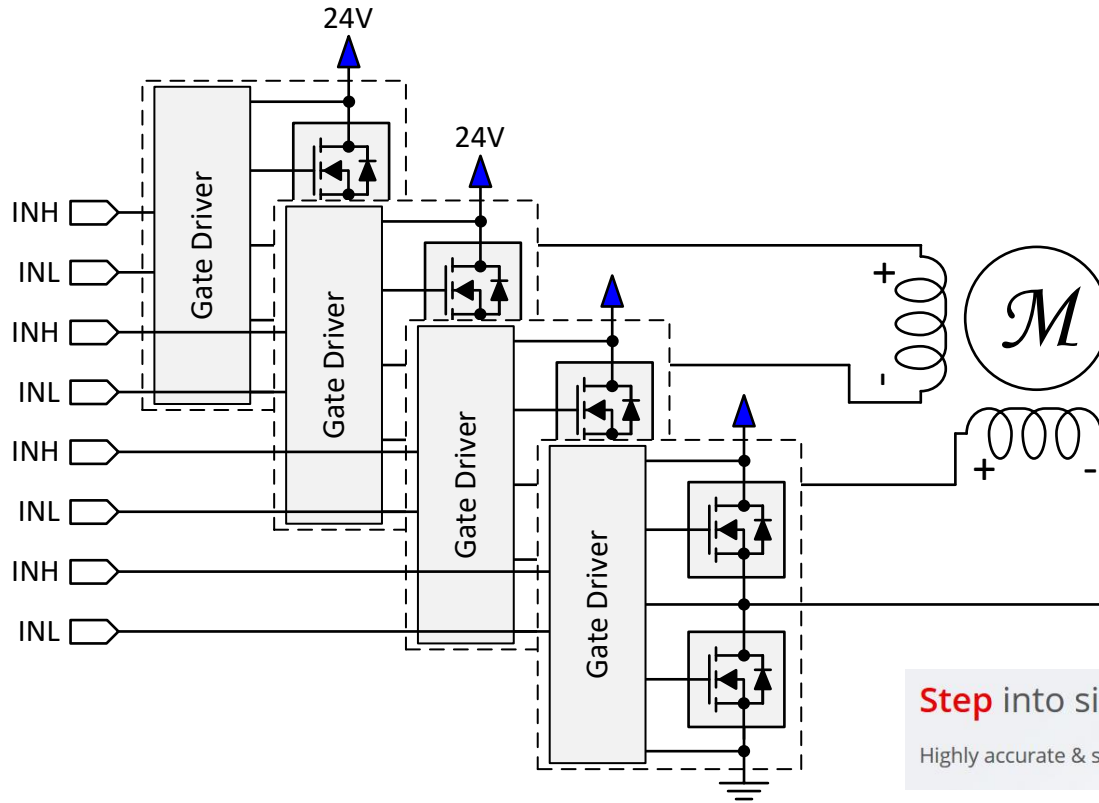 24V
24V
Gate Driver
INH
INL
Gate Driver
INH
INL
Gate Driver
INH
INL
Gate Driver
INH
INL
+
-
M
+ -
Step into si
Highly accurate & s